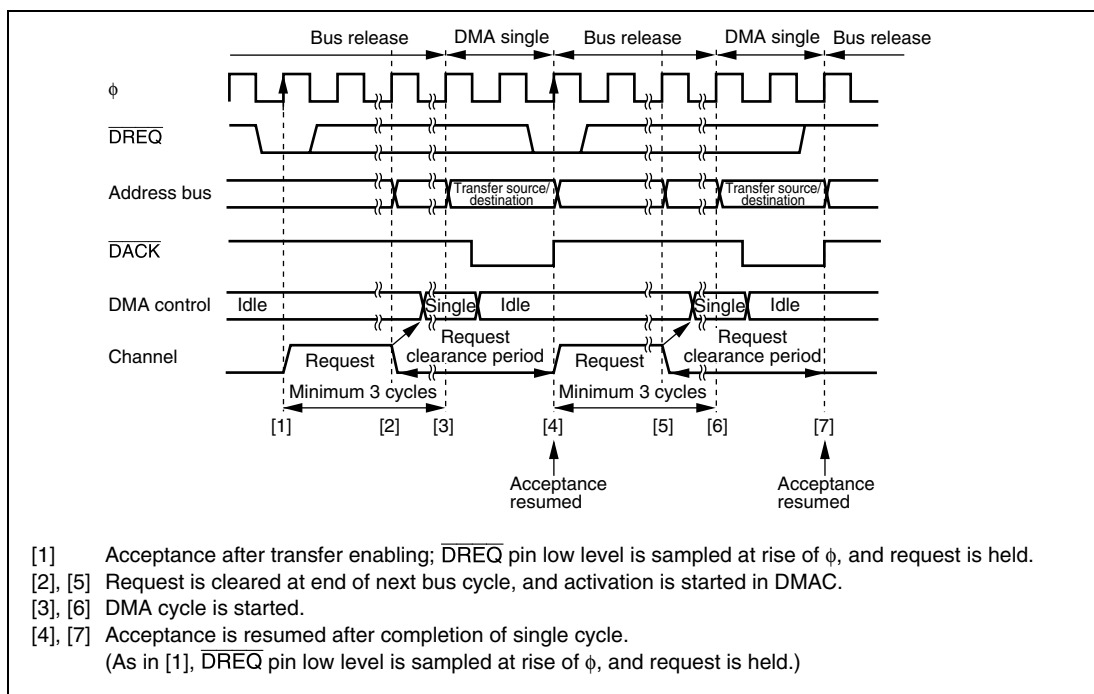 Bus release DMA single Bus release DMA single Bus release
φ
DREQ
Address bus
Transfer source/
destination
Transfer source/
destination
DACK
DMA control Idle Single Idle Single Idle
Channel Request Request
clearance period Request Request
clearance period
Minimum 3 cycles Minimum 3 cycles
[1] [2] [3] [4] [5] [6] [7]
Acceptance
resumed
Acceptance
resumed
[1] Acceptance after transfer enabling; DREQ pin low level is sampled at rise of φ, and request is held.
[2], [5] Request is cleared at end of next bus cycle, and activation is started in DMAC.
[3], [6] DMA cycle is started.
[4], [7] Acceptance is resumed after completion of single cycle.
(As in [1], DREQ pin low level is sampled at rise of φ, and request is held.)